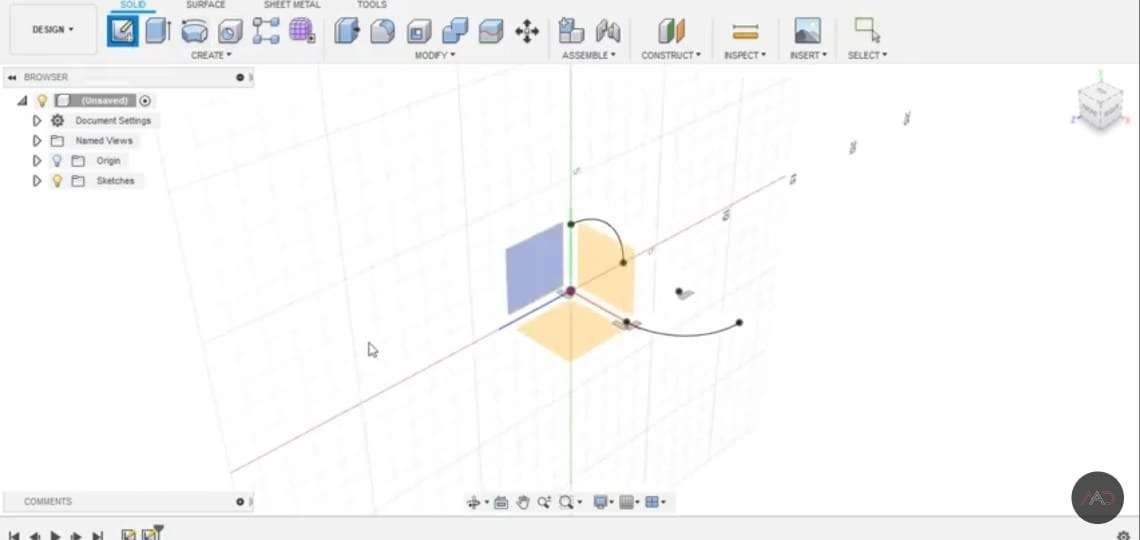 SOLID SURFACE SHEET METAL TOOLS
DESIGN ▾
CREATE ▾ MODIFY ▾ ASSEMBLE ▾ CONSTRUCT ▾ INSPECT ▾ INSERT ▾ SELECT ▾
BROWSER
(Unsaved)
Document Settings
Named Views
Origin
Sketches
COMMENTS